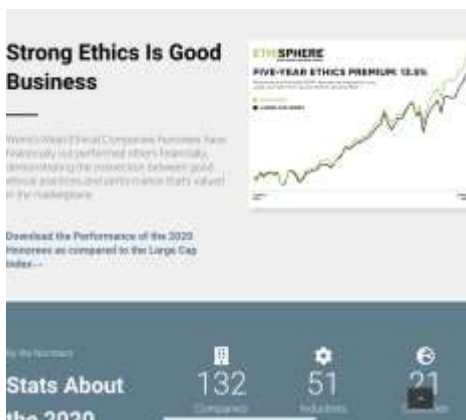 Strong Ethics Is Good
Business
World's Most Ethical Companies honorees have
historically outperformed others financially,
demonstrating the connection between good
ethical practices and performance that's valued
in the marketplace.
Download the Performance of the 2020
Honorees as compared to the Large Cap
Index
ETHISPHERE
FIVE-YEAR ETHICS PREMIUM: 13.5%
By the Numbers
Stats About
the 2020
132
Companies
51
Industries
21